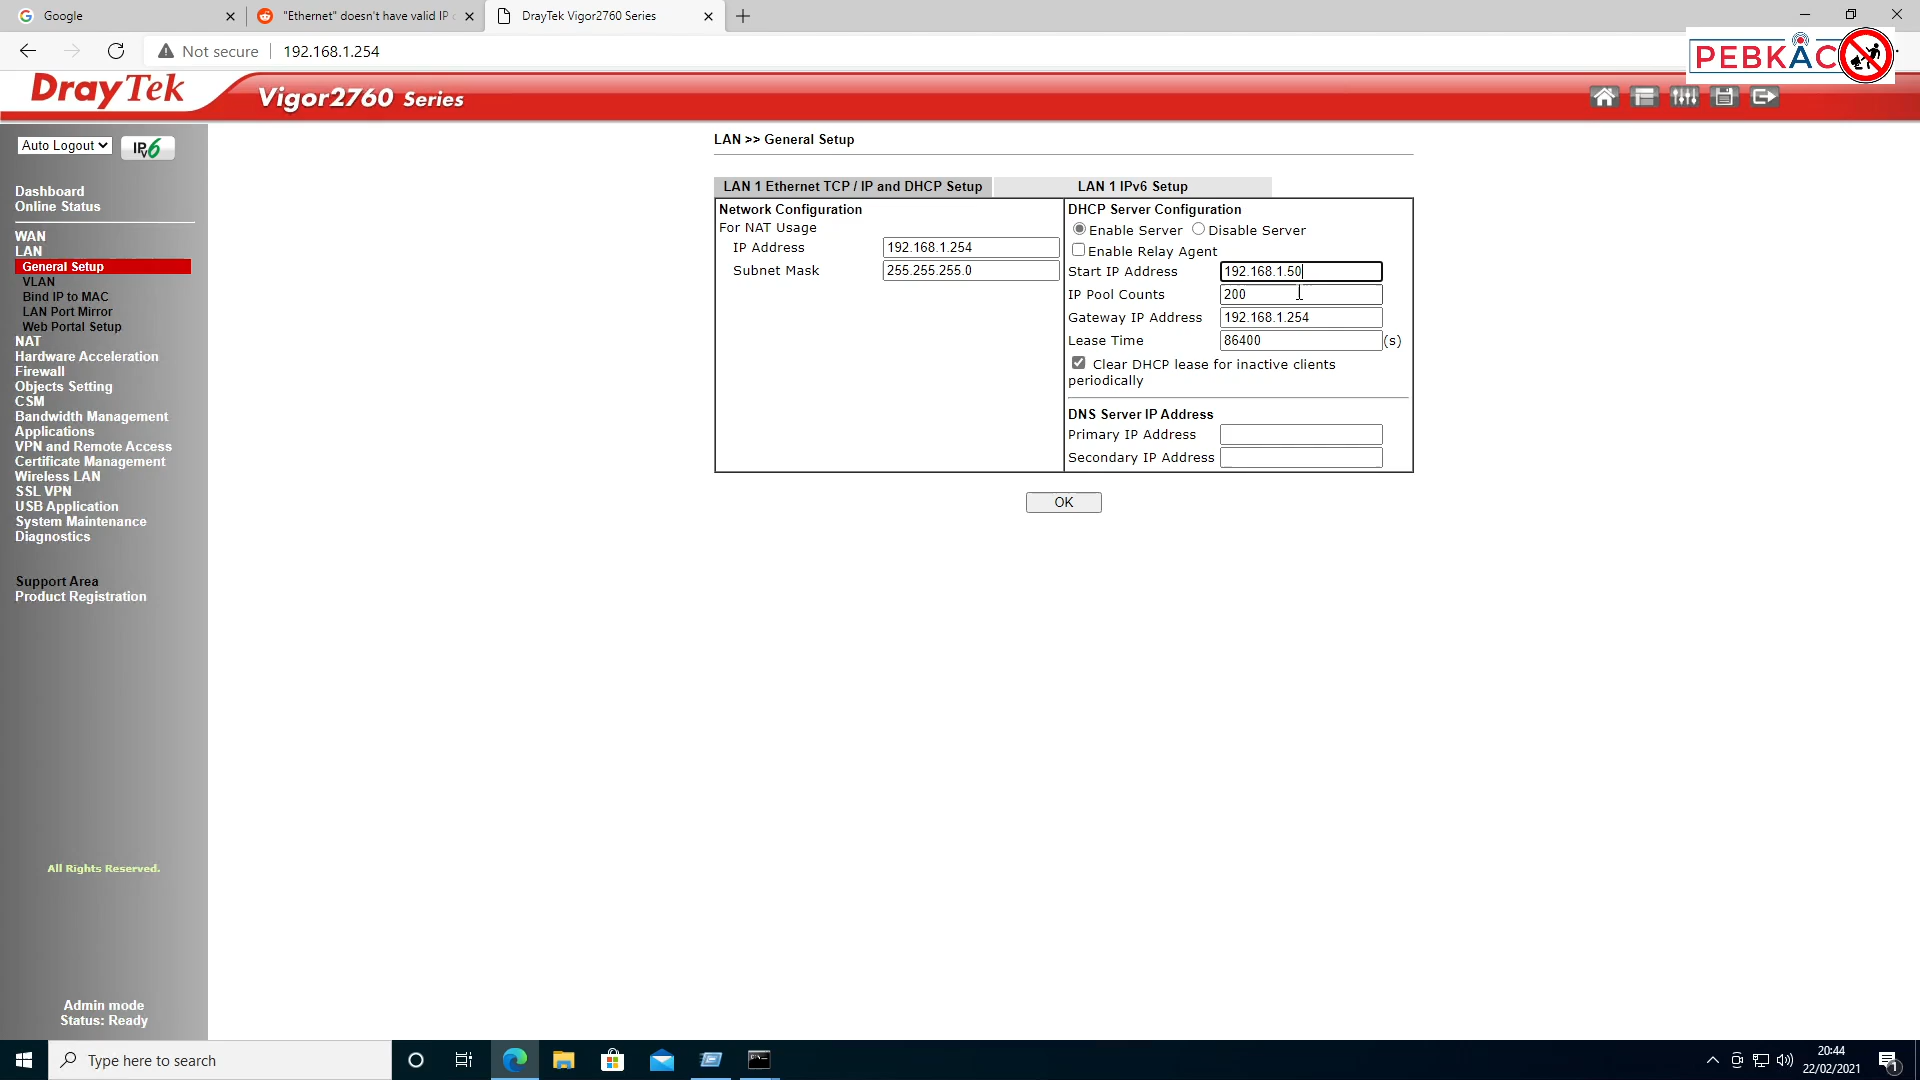 Google
"Ethernet" doesn't have valid IP c
DrayTek Vigor2760 Series
Not secure
192.168.1.254
PEBKAC
DrayTek
Vigor2760 Series
Auto Logout
IPv6
Dashboard
Online Status
WAN
LAN
General Setup
VLAN
Bind IP to MAC
LAN Port Mirror
Web Portal Setup
NAT
Hardware Acceleration
Firewall
Objects Setting
CSM
Bandwidth Management
Applications
VPN and Remote Access
Certificate Management
Wireless LAN
SSL VPN
USB Application
System Maintenance
Diagnostics
Support Area
Product Registration
All Rights Reserved.
Admin mode
Status: Ready
LAN >> General Setup
LAN 1 Ethernet TCP / IP and DHCP Setup
LAN 1 IPv6 Setup
Network Configuration
For NAT Usage
IP Address 192.168.1.254
Subnet Mask 255.255.255.0
DHCP Server Configuration
Enable Server Disable Server
Enable Relay Agent
Start IP Address 192.168.1.50
IP Pool Counts 200
Gateway IP Address 192.168.1.254
Lease Time 86400 (s)
Clear DHCP lease for inactive clients
periodically
DNS Server IP Address
Primary IP Address
Secondary IP Address
OK
Type here to search
20:44
22/02/2021
1